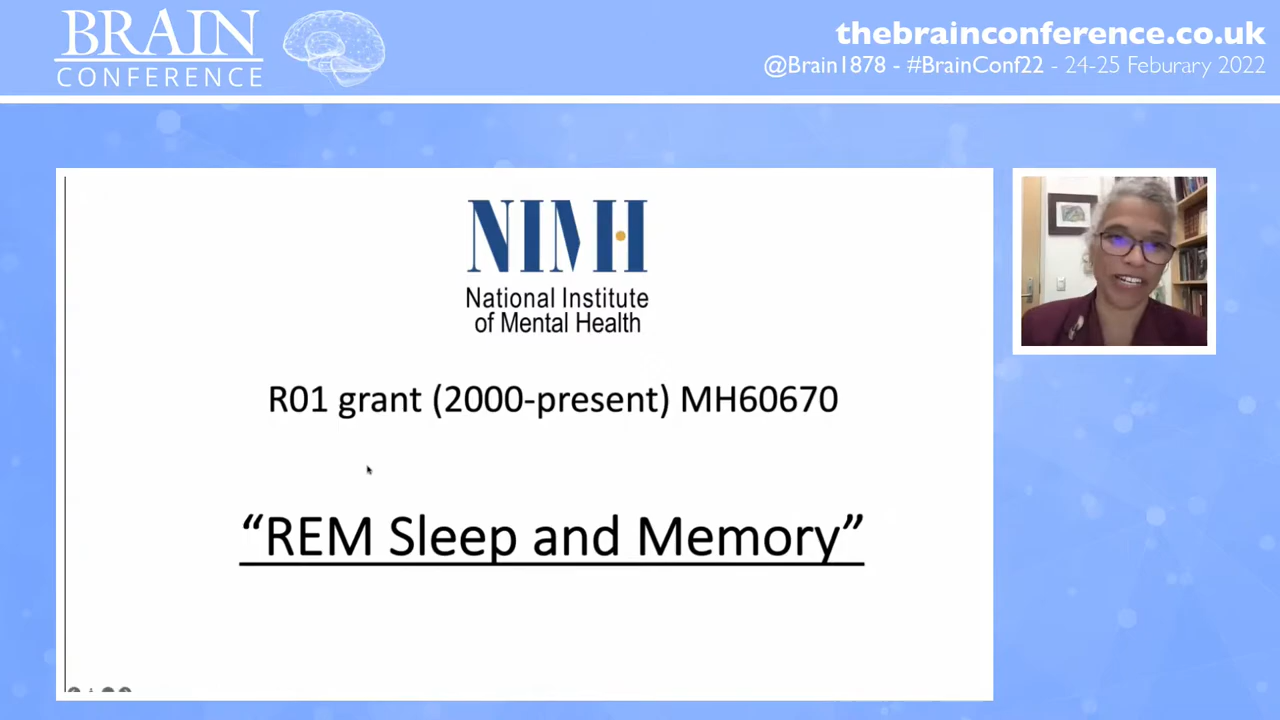 BRAIN
CONFERENCE
thebrainconference.co.uk
@Brain1878 - #BrainConf22 - 24-25 Feburary 2022
NIMH
National Institute
of Mental Health
R01 grant (2000-present) MH60670
“REM Sleep and Memory”